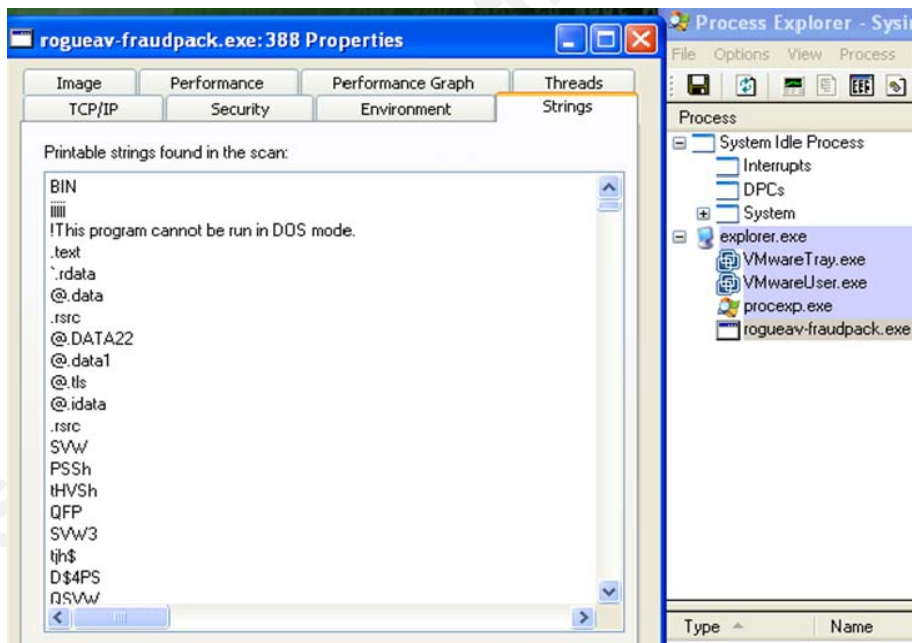 rogueav-fraudpack.exe:388 Properties
Image Performance Performance Graph Threads
TCP/IP Security Environment Strings
Printable strings found in the scan:
BIN
!This program cannot be run in DOS mode.
.text
`.rdata
@.data
.rsrc
@.DATA22
@.data1
@.tls
@.idata
.rsrc
SVW
PSSh
tHVSh
QFP
SVW3
tjh$
D$4PS
QSVW
Process Explorer - Sysin
File Options View Process
Process
System Idle Process
Interrupts
DPCs
System
explorer.exe
VMwareTray.exe
VMwareUser.exe
procexp.exe
rogueav-fraudpack.exe
Type Name